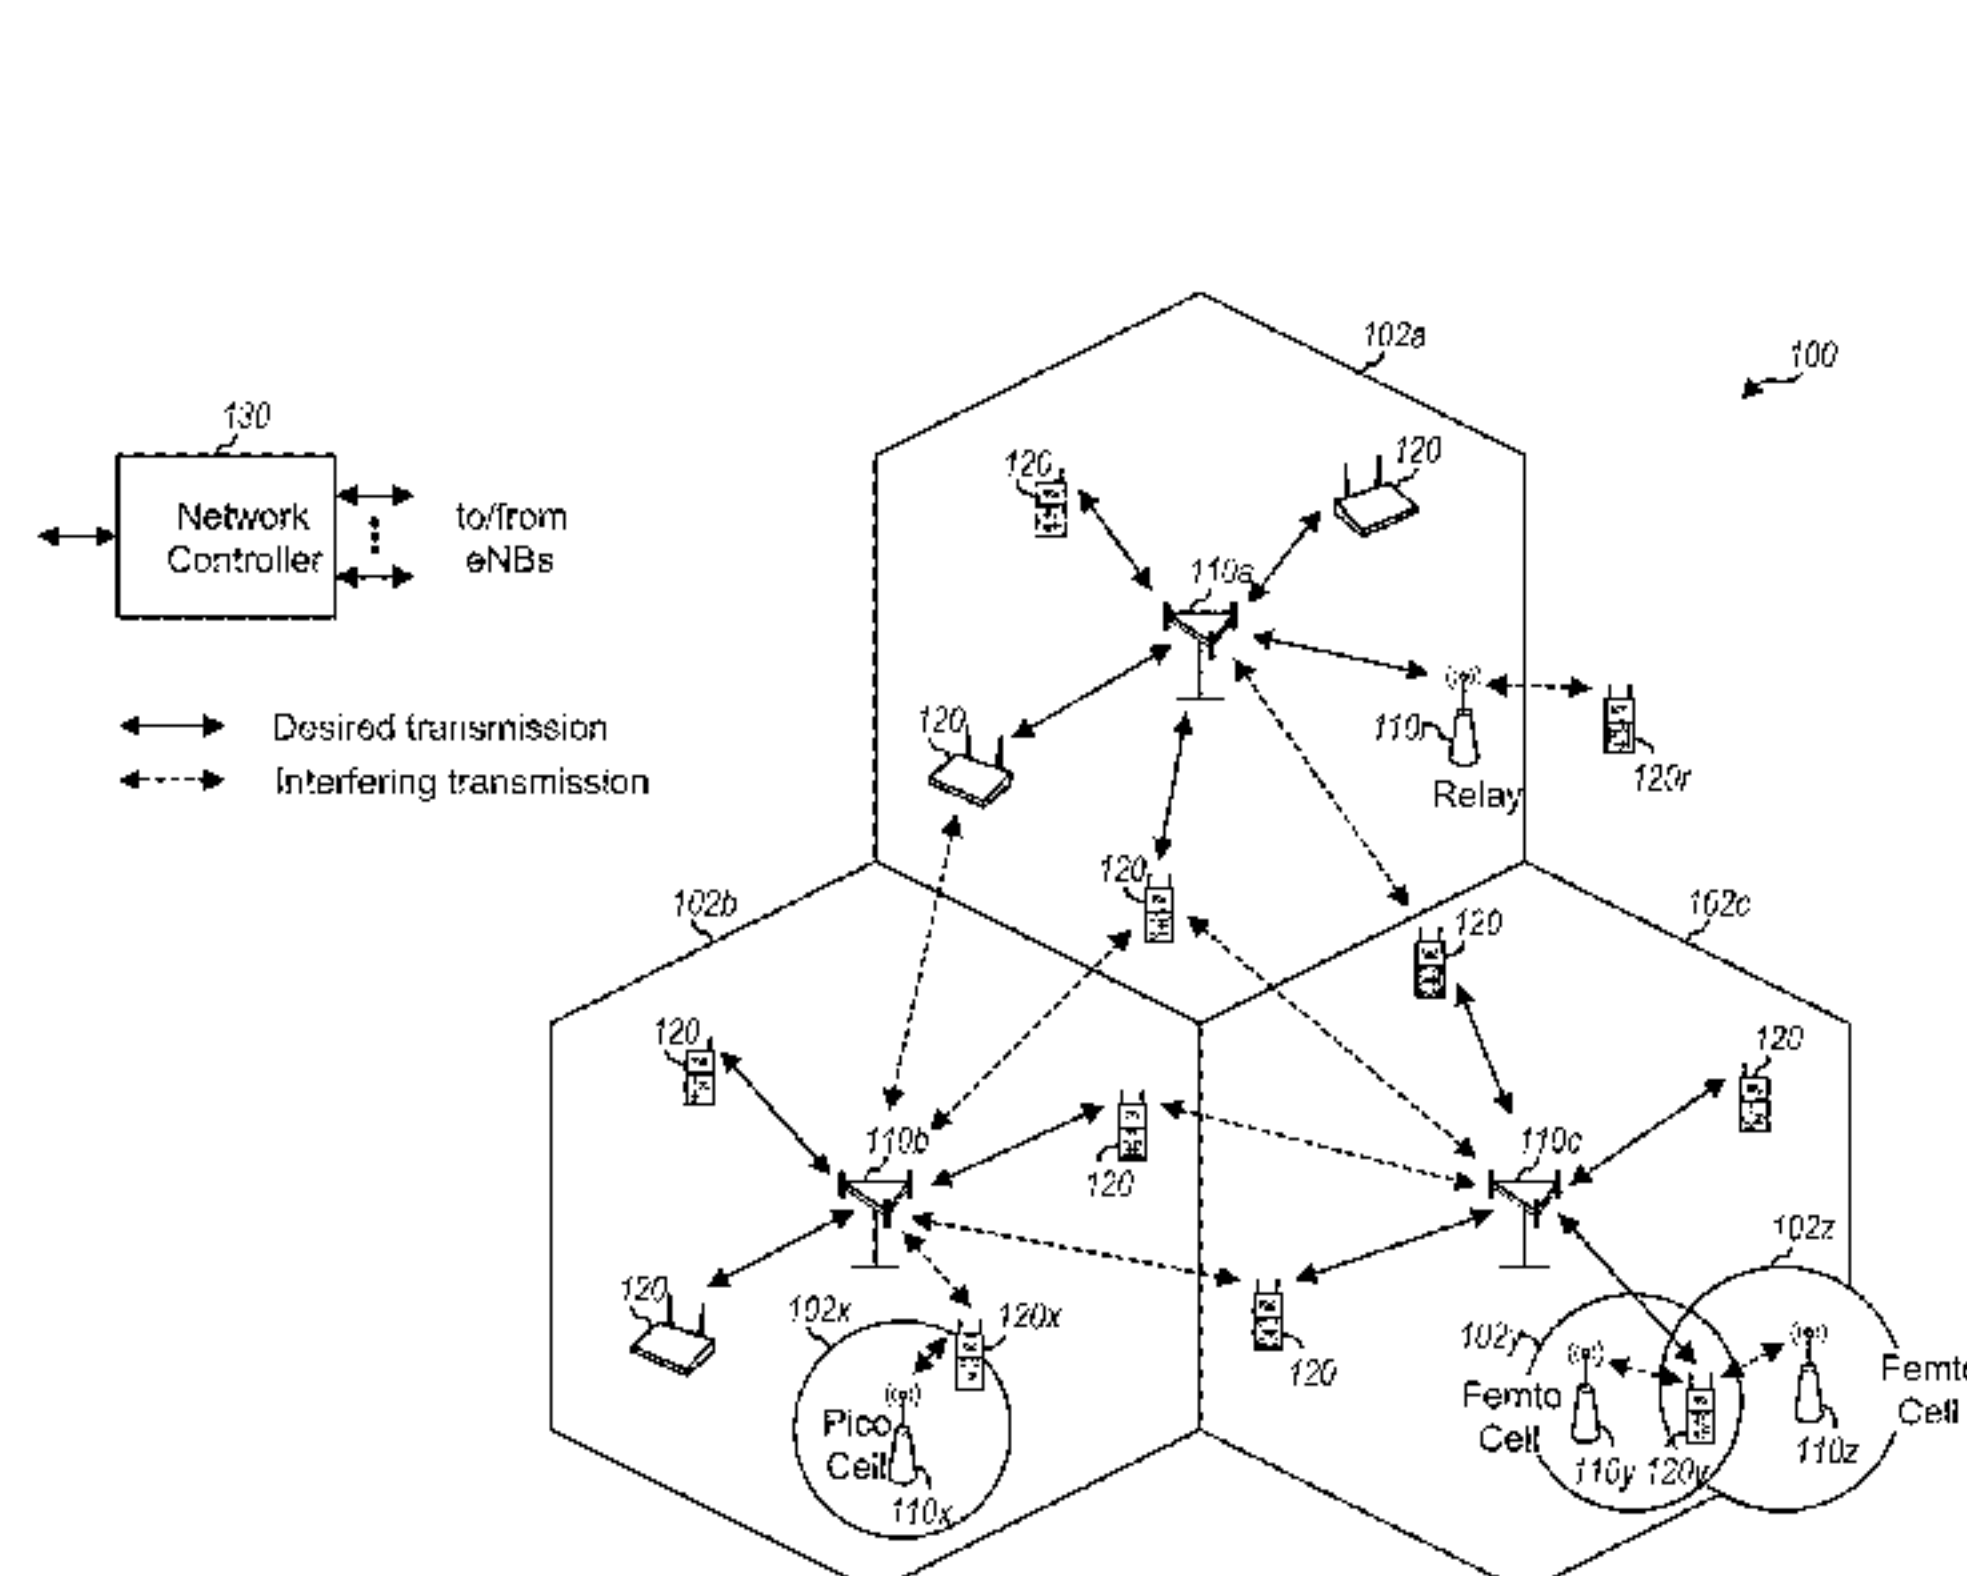 102a
100
130
120
120
Network
Controller
to/from
eNBs
110a
Desired transmission
120
110r
Interfering transmission
Relay
120r
120
102b
102c
120
120
120
110b
110c
120
102z
120
102x
120x
102y
120
Femto
Cell
Cell
Pico
Cell
110y
120y
110z
110x